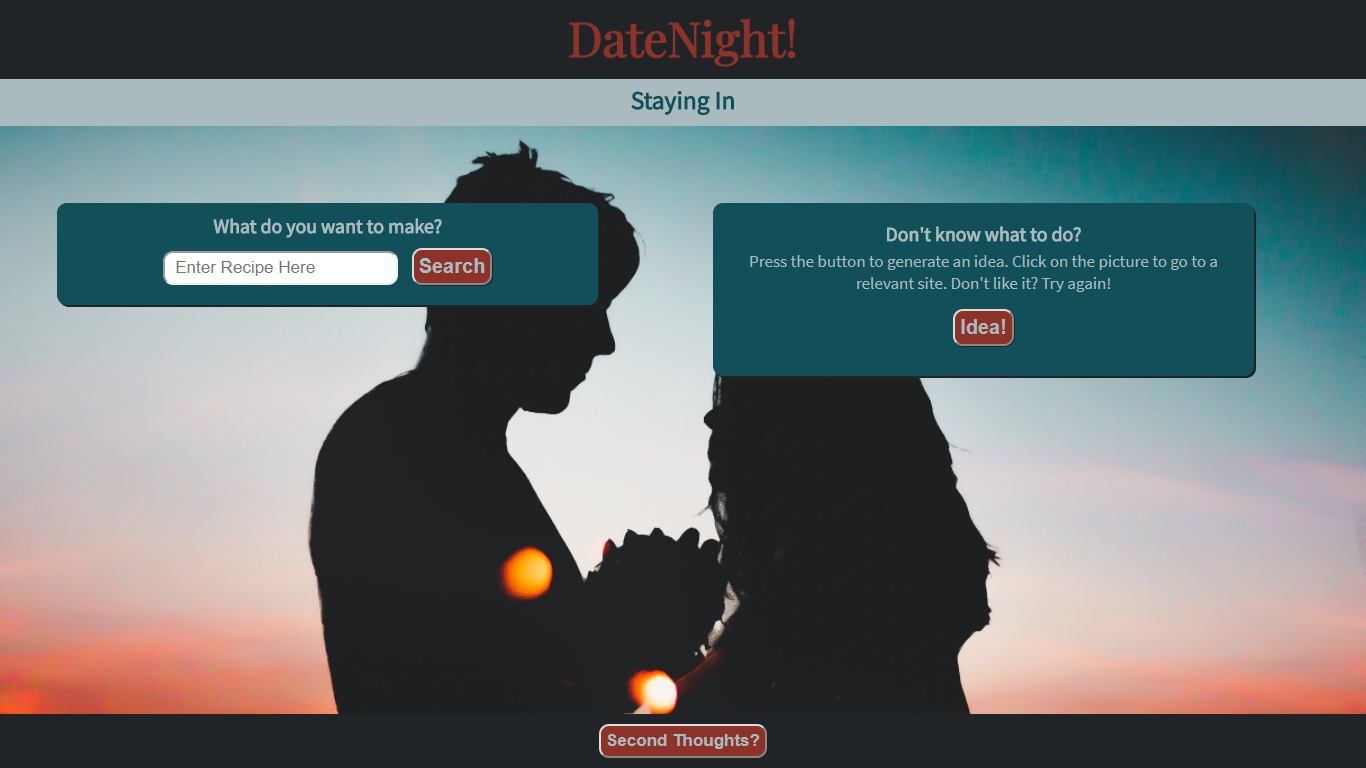 DateNight!
Staying In
What do you want to make?
Enter Recipe Here
Search
Don't know what to do?
Press the button to generate an idea. Click on the picture to go to a
relevant site. Don't like it? Try again!
Idea!
Second Thoughts?